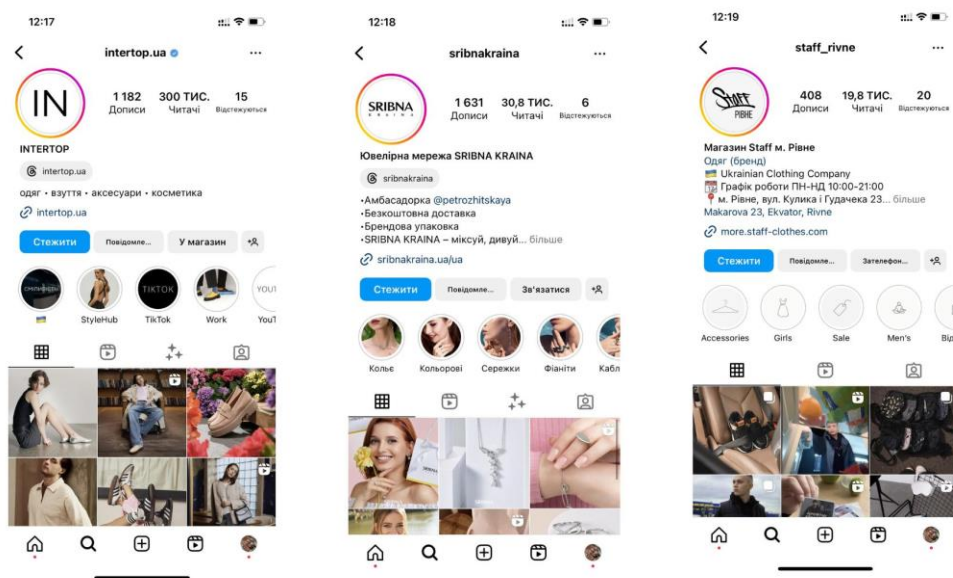 12:17
intertop.ua
IN
1 182 300 ТИС. 15
Дописи Читачі Відстежуються
INTERTOP
intertop.ua
одяг • взуття • аксесуари • косметика
intertop.ua
Стежити Повідомле... У магазин
StyleHub TikTok Work YouT
TIKTOK
YOUT
12:18
sribnakraina
SRIBNA
KRAINA
1 631 30,8 ТИС. 6
Дописи Читачі Відстежуються
Ювелірна мережа SRIBNA KRAINA
sribnakraina
•Амбасадорка @petrozhitskaya
•Безкоштовна доставка
•Брендова упаковка
•SRIBNA KRAINA – міксуй, дивуй... більше
sribnakraina.ua/ua
Стежити Повідомле... Зв'язатися
Кольє Кольорові Сережки Фіаніти Кабл
12:19
staff_rivne
STAFF
РІВНЕ
408 19,8 ТИС. 20
Дописи Читачі Відстежуються
Магазин Staff м. Рівне
Одяг (бренд)
Ukrainian Clothing Company
Графік роботи ПН-НД 10:00-21:00
м. Рівне, вул. Кулика і Гудачека 23... більше
Makarova 23, Ekvator, Rivne
more.staff-clothes.com
Стежити Повідомле... Зателефон...
Accessories Girls Sale Men's Від